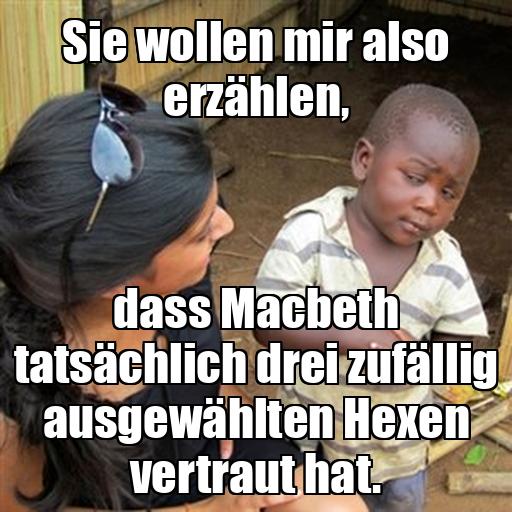 Sie wollen mir also
erzählen,
dass Macbeth
tatsächlich drei zufällig
ausgewählten Hexen
vertraut hat.